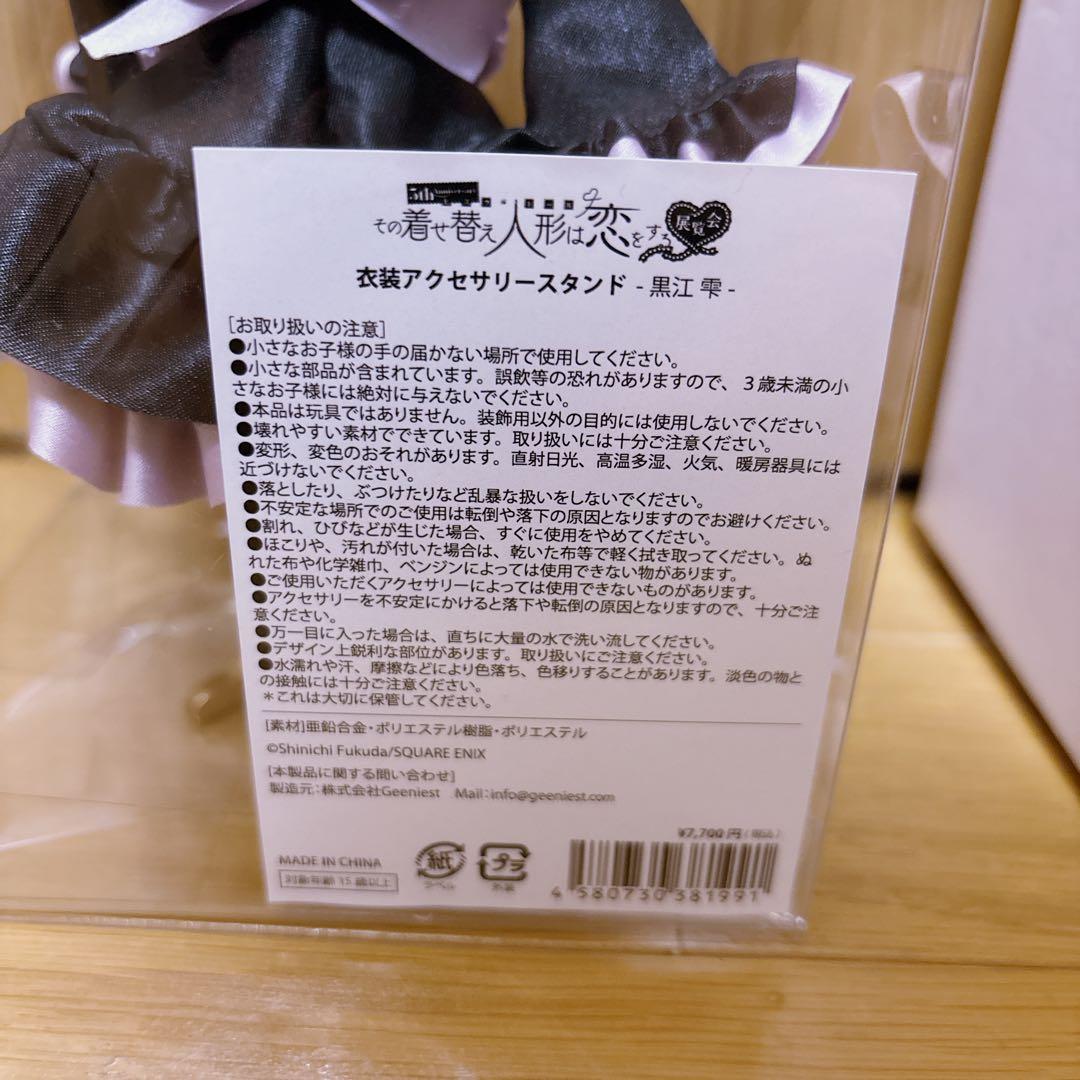 5th
その着せ替え人形は恋をする
展覧会
衣装アクセサリースタンド - 黒江 雫 -
[お取り扱いの注意]
●小さなお子様の手の届かない場所で使用してください。
●小さな部品が含まれています。誤飲等の恐れがありますので、３歳未満の小
さなお子様には絶対に与えないでください。
●本品は玩具ではありません。装飾用以外の目的には使用しないでください。
●壊れやすい素材でできています。取り扱いには十分ご注意ください。
●変形、変色のおそれがあります。直射日光、高温多湿、火気、暖房器具には
近づけないでください。
●落としたり、ぶつけたりなど乱暴な扱いをしないでください。
●不安定な場所でのご使用は転倒や落下の原因となりますのでお避けください。
●割れ、ひびなどが生じた場合、すぐに使用をやめてください。
●ほこりや、汚れが付いた場合は、乾いた布等で軽く拭き取ってください。ぬ
れた布や化学雑巾、ベンジンによっては使用できない物があります。
●ご使用いただくアクセサリーによっては使用できないものがあります。
●アクセサリーを不安定にかけると落下や転倒の原因となりますので、十分ご注
意ください。
●万一目に入った場合は、直ちに大量の水で洗い流してください。
●デザイン上鋭利な部位があります。取り扱いにご注意ください。
●水濡れや汗、摩擦などにより色落ち、色移りすることがあります。淡色の物と
の接触には十分ご注意ください。
＊これは大切に保管してください。
[素材]亜鉛合金・ポリエステル樹脂・ポリエステル
©Shinichi Fukuda/SQUARE ENIX
[本製品に関する問い合わせ]
製造元：株式会社Geeniest Mail：info@geeniest.com
¥7,700円(税込)
MADE IN CHINA
対象年齢 15 歳以上
紙
ラベル
プラ
外装
4 580730 381991